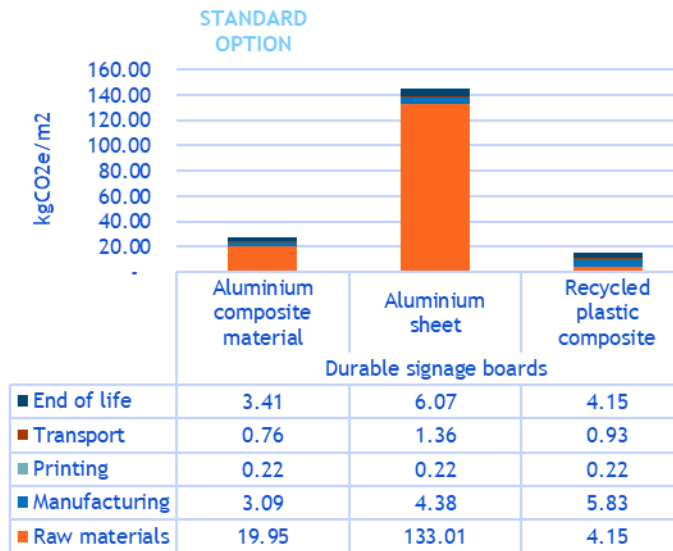 STANDARD
OPTION
kgCO2e/m2
160.00
140.00
120.00
100.00
80.00
60.00
40.00
20.00
-
Aluminium composite material
Aluminium sheet
Recycled plastic composite
Durable signage boards
End of life 3.41 6.07 4.15
Transport 0.76 1.36 0.93
Printing 0.22 0.22 0.22
Manufacturing 3.09 4.38 5.83
Raw materials 19.95 133.01 4.15